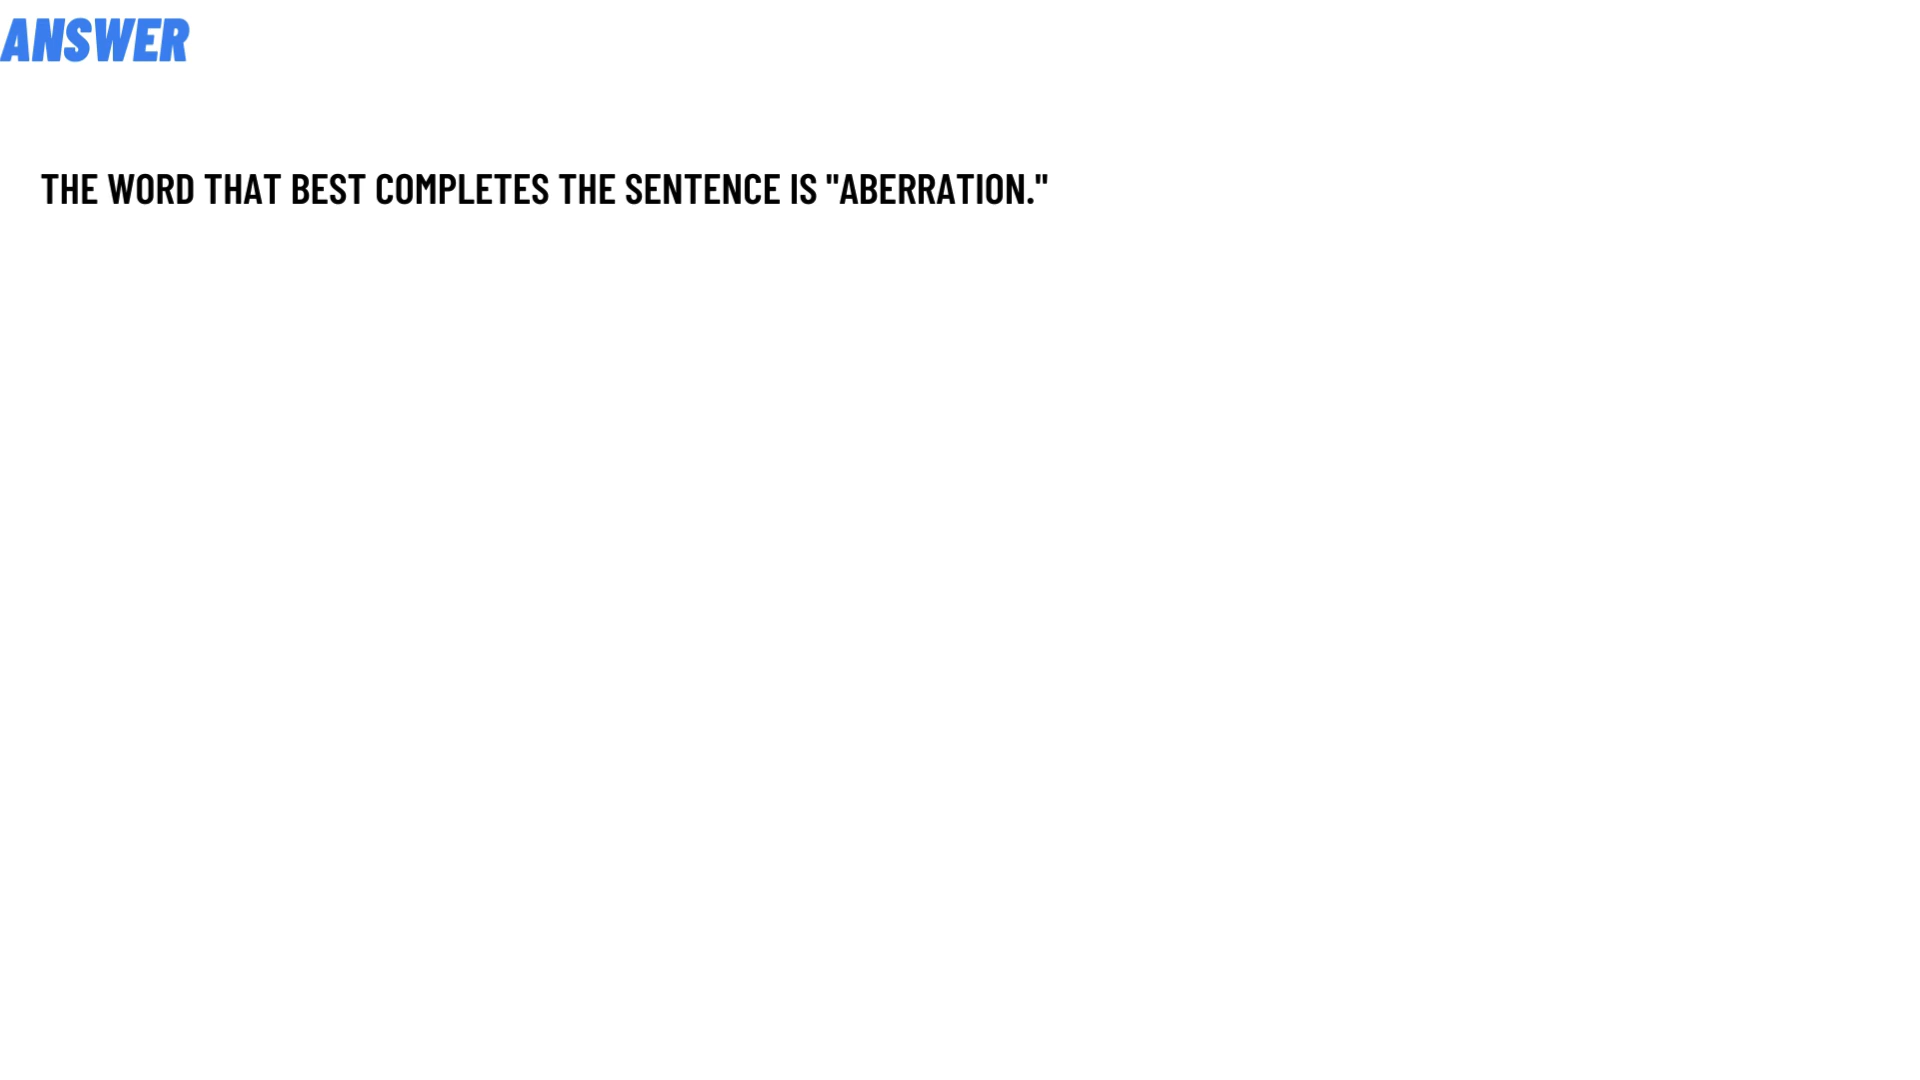 ANSWER
THE WORD THAT BEST COMPLETES THE SENTENCE IS "ABERRATION."